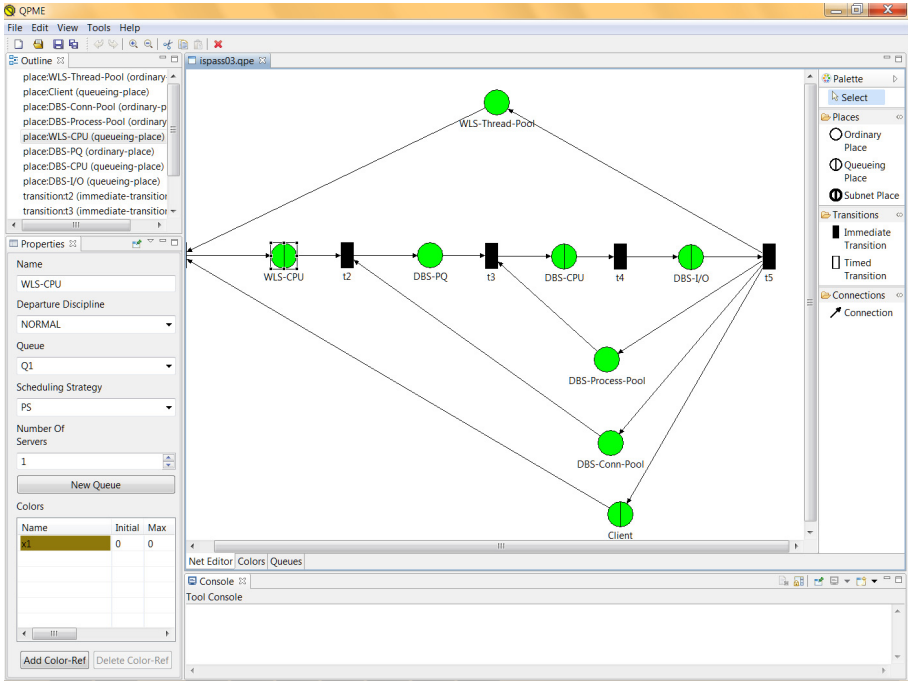 QPME
File Edit View Tools Help
Outline
place:WLS-Thread-Pool (ordinary-
place:Client (queueing-place)
place:DBS-Conn-Pool (ordinary-p
place:DBS-Process-Pool (ordinary
place:WLS-CPU (queueing-place)
place:DBS-PQ (ordinary-place)
place:DBS-CPU (queueing-place)
place:DBS-I/O (queueing-place)
transition:t2 (immediate-transition
transition:t3 (immediate-transition
Properties
Name
WLS-CPU
Departure Discipline
NORMAL
Queue
Q1
Scheduling Strategy
PS
Number Of
Servers
1
New Queue
Colors
Name Initial Max
x1 0 0
Add Color-Ref Delete Color-Ref
ispass03.qpe
WLS-Thread-Pool
WLS-CPU t2 DBS-PQ t3 DBS-CPU t4 DBS-I/O t5
DBS-Process-Pool
DBS-Conn-Pool
Client
Net Editor Colors Queues
Palette
Select
Places
Ordinary
Place
Queueing
Place
Subnet Place
Transitions
Immediate
Transition
Timed
Transition
Connections
Connection
Console
Tool Console